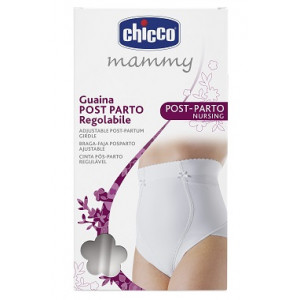 chicco
mammy
Guaina
POST PARTO
Regolabile
ADJUSTABLE POST-PARTUM
GIRDLE
BRAGA-FAJA POSPARTO
AJUSTABLE
CINTA PÓS-PARTO
REGULÁVEL
POST-PARTO
NURSING